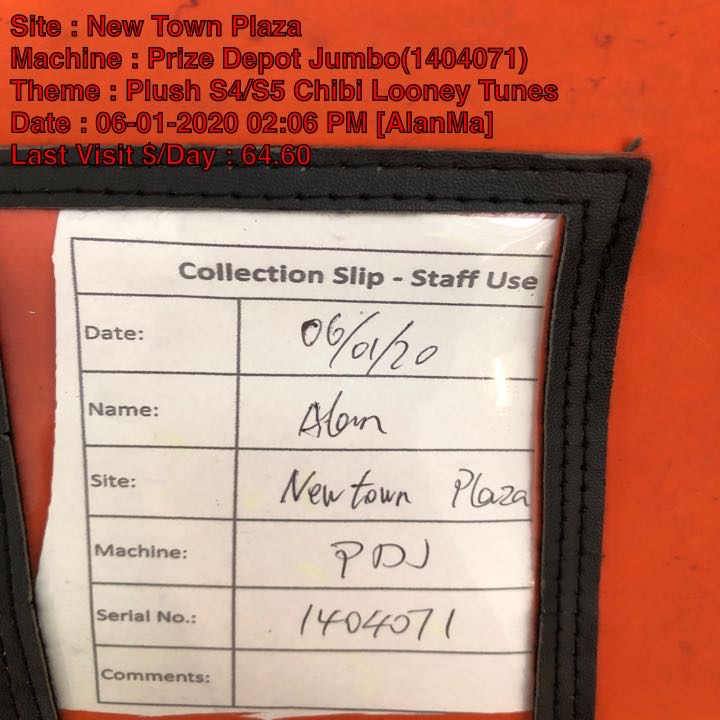 Site : New Town Plaza
Machine : Prize Depot Jumbo(1404071)
Theme : Plush S4/S5 Chibi Looney Tunes
Date : 06-01-2020 02:06 PM [AlanMa]
Last Visit $/Day : 64.60
Collection Slip - Staff Use
Date: 06/01/20
Name: Alan
Site: New town Plaza
Machine: PDJ
Serial No.: 1404071
Comments: